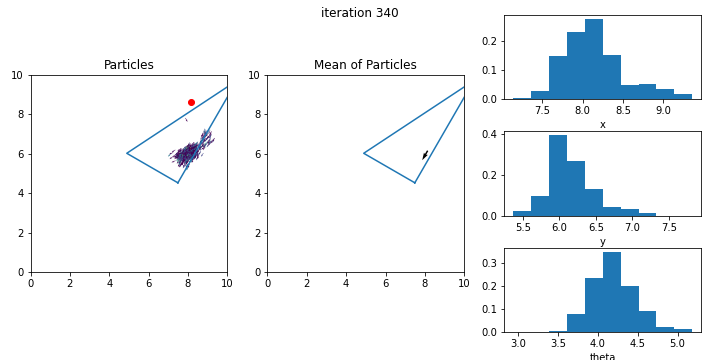 iteration 340
Particles
10
8
6
4
2
0
0 2 4 6 8 10
Mean of Particles
10
8
6
4
2
0
0 2 4 6 8 10
0.2
0.1
0.0
7.5 8.0 8.5 9.0
x
0.4
0.2
0.0
5.5 6.0 6.5 7.0 7.5
y
0.3
0.2
0.1
0.0
3.0 3.5 4.0 4.5 5.0
theta